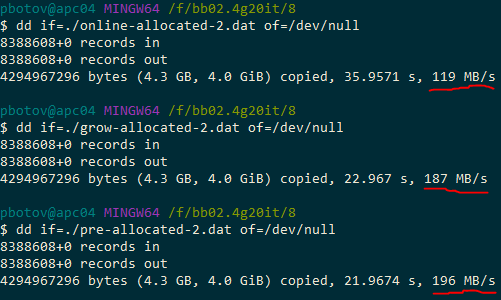 pbotov@apc04 MINGW64 /f/bb02.4g20it/8
$ dd if=./online-allocated-2.dat of=/dev/null
8388608+0 records in
8388608+0 records out
4294967296 bytes (4.3 GB, 4.0 GiB) copied, 35.9571 s, 119 MB/s
pbotov@apc04 MINGW64 /f/bb02.4g20it/8
$ dd if=./grow-allocated-2.dat of=/dev/null
8388608+0 records in
8388608+0 records out
4294967296 bytes (4.3 GB, 4.0 GiB) copied, 22.967 s, 187 MB/s
pbotov@apc04 MINGW64 /f/bb02.4g20it/8
$ dd if=./pre-allocated-2.dat of=/dev/null
8388608+0 records in
8388608+0 records out
4294967296 bytes (4.3 GB, 4.0 GiB) copied, 21.9674 s, 196 MB/s